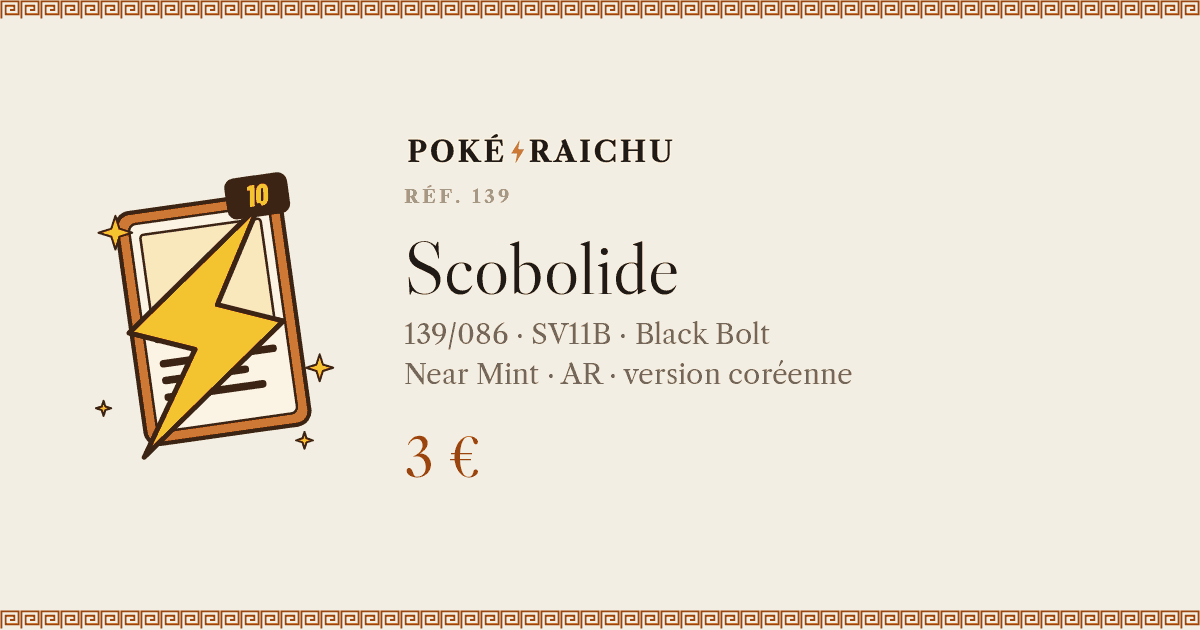 10
POKÉ⚡RAICHU
RÉF. 139
Scobolide
139/086 · SV11B · Black Bolt
Near Mint · AR · version coréenne
3 €